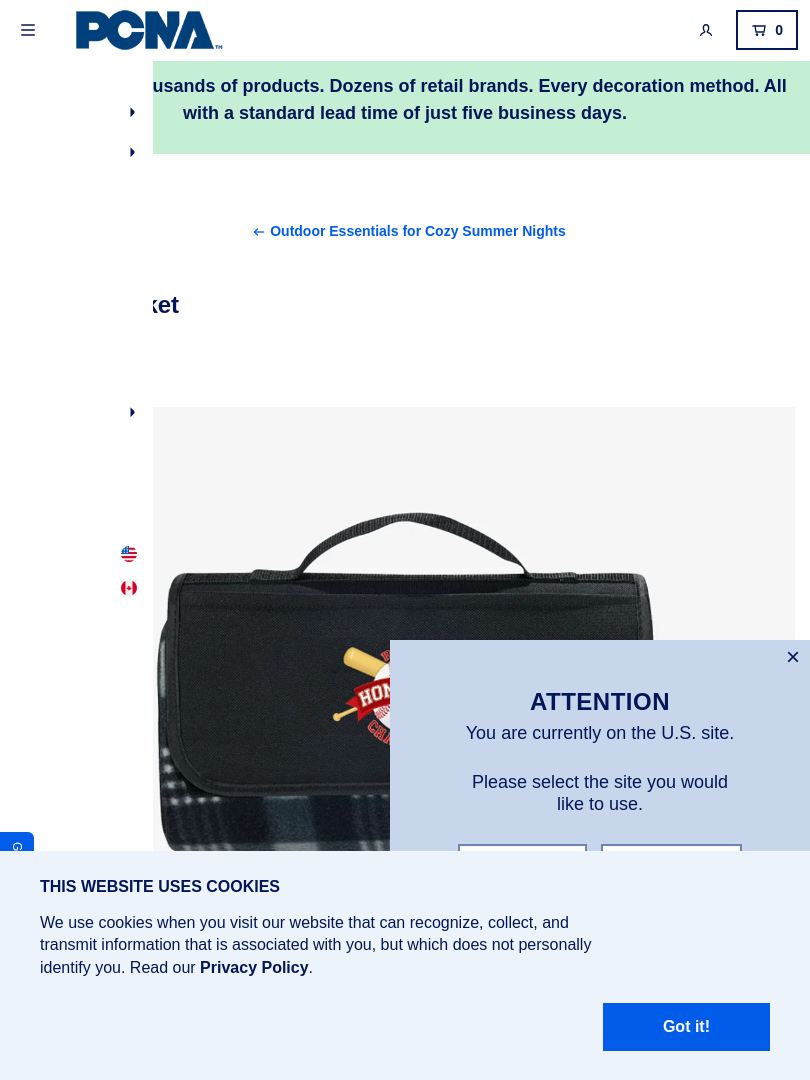 PCNA™
0
usands of products. Dozens of retail brands. Every decoration method. All
with a standard lead time of just five business days.
← Outdoor Essentials for Cozy Summer Nights
ket
ATTENTION
You are currently on the U.S. site.
Please select the site you would
like to use.
G
THIS WEBSITE USES COOKIES
We use cookies when you visit our website that can recognize, collect, and
transmit information that is associated with you, but which does not personally
identify you. Read our Privacy Policy.
Got it!